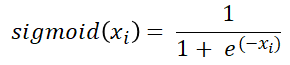 sigmoid(xᵢ) = 1 / (1 + e^(−xᵢ))